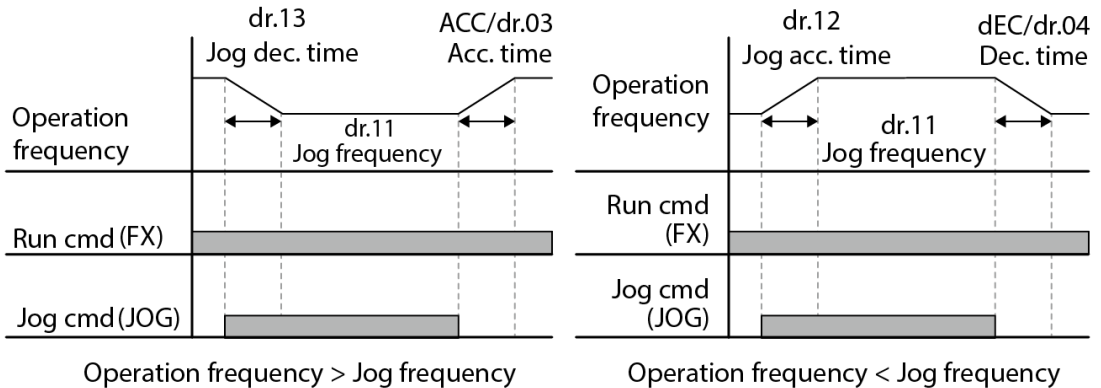 dr.13
Jog dec. time
ACC/dr.03
Acc. time
Operation
frequency
dr.11
Jog frequency
Run cmd (FX)
Jog cmd (JOG)
Operation frequency > Jog frequency
dr.12
Jog acc. time
dEC/dr.04
Dec. time
Operation
frequency
dr.11
Jog frequency
Run cmd
(FX)
Jog cmd
(JOG)
Operation frequency < Jog frequency